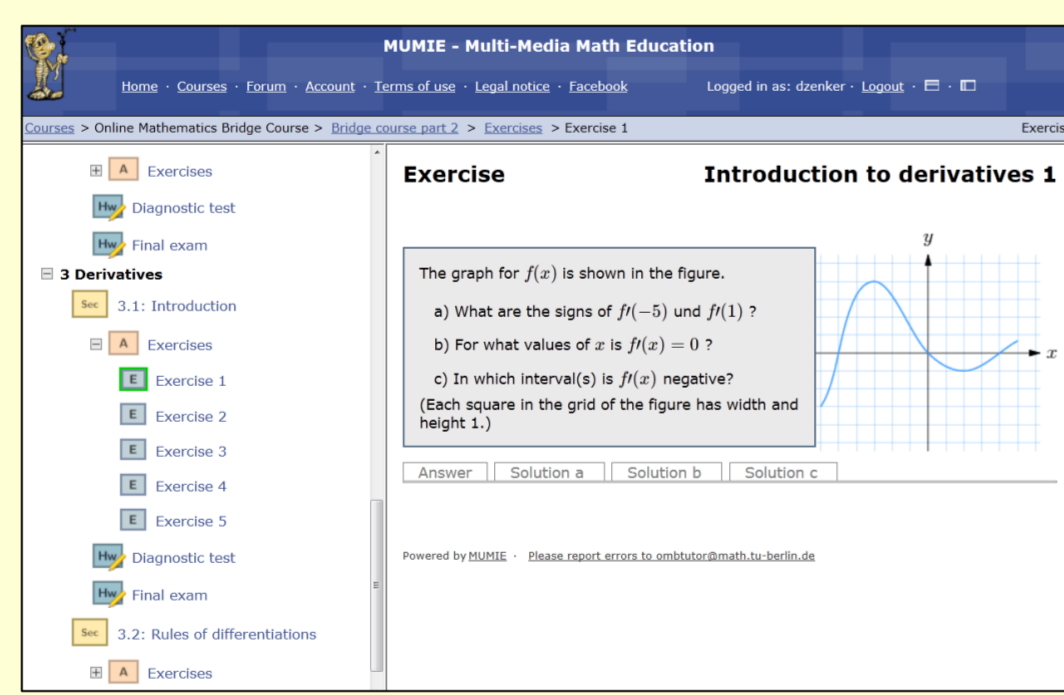 MUMIE - Multi-Media Math Education
Home · Courses · Forum · Account · Terms of use · Legal notice · Facebook Logged in as: dzenker · Logout ·
Courses > Online Mathematics Bridge Course > Bridge course part 2 > Exercises > Exercise 1 Exercis
A Exercises
Hw Diagnostic test
Hw Final exam
3 Derivatives
Sec 3.1: Introduction
A Exercises
E Exercise 1
E Exercise 2
E Exercise 3
E Exercise 4
E Exercise 5
Hw Diagnostic test
Hw Final exam
Sec 3.2: Rules of differentiations
A Exercises
Exercise Introduction to derivatives 1
The graph for f(x) is shown in the figure.
a) What are the signs of f′(−5) und f′(1) ?
b) For what values of x is f′(x) = 0 ?
c) In which interval(s) is f′(x) negative?
(Each square in the grid of the figure has width and
height 1.)
y
x
Answer Solution a Solution b Solution c
Powered by MUMIE · Please report errors to ombtutor@math.tu-berlin.de